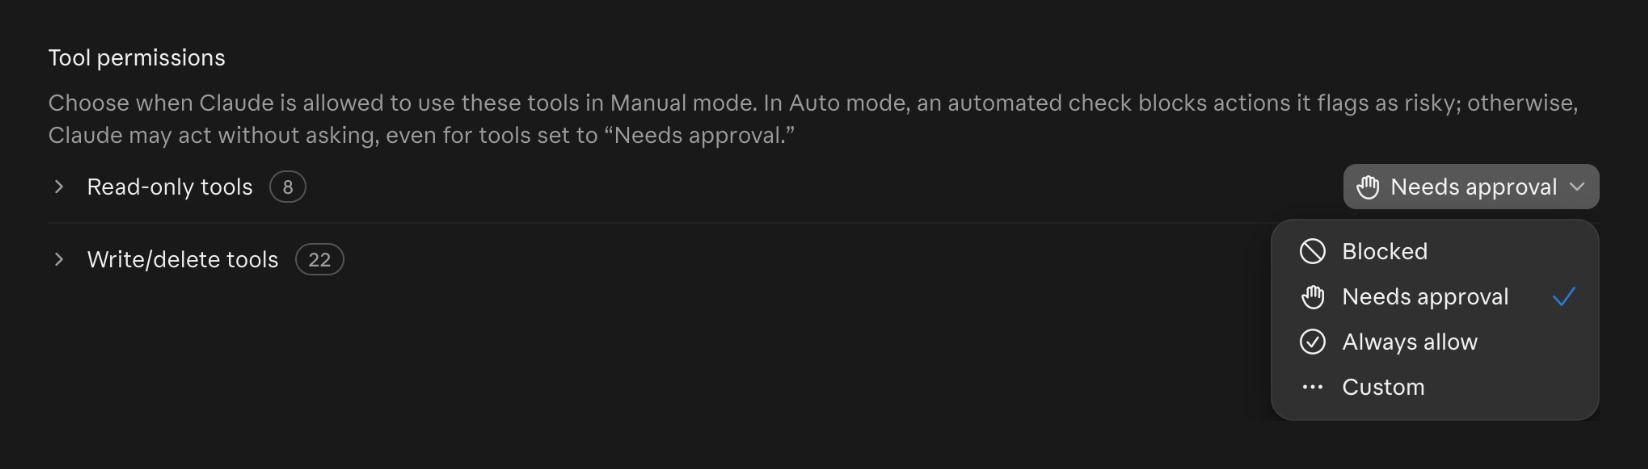 Tool permissions
Choose when Claude is allowed to use these tools in Manual mode. In Auto mode, an automated check blocks actions it flags as risky; otherwise,
Claude may act without asking, even for tools set to “Needs approval.”
Read-only tools 8 Needs approval
Write/delete tools 22
Blocked
Needs approval
Always allow
Custom